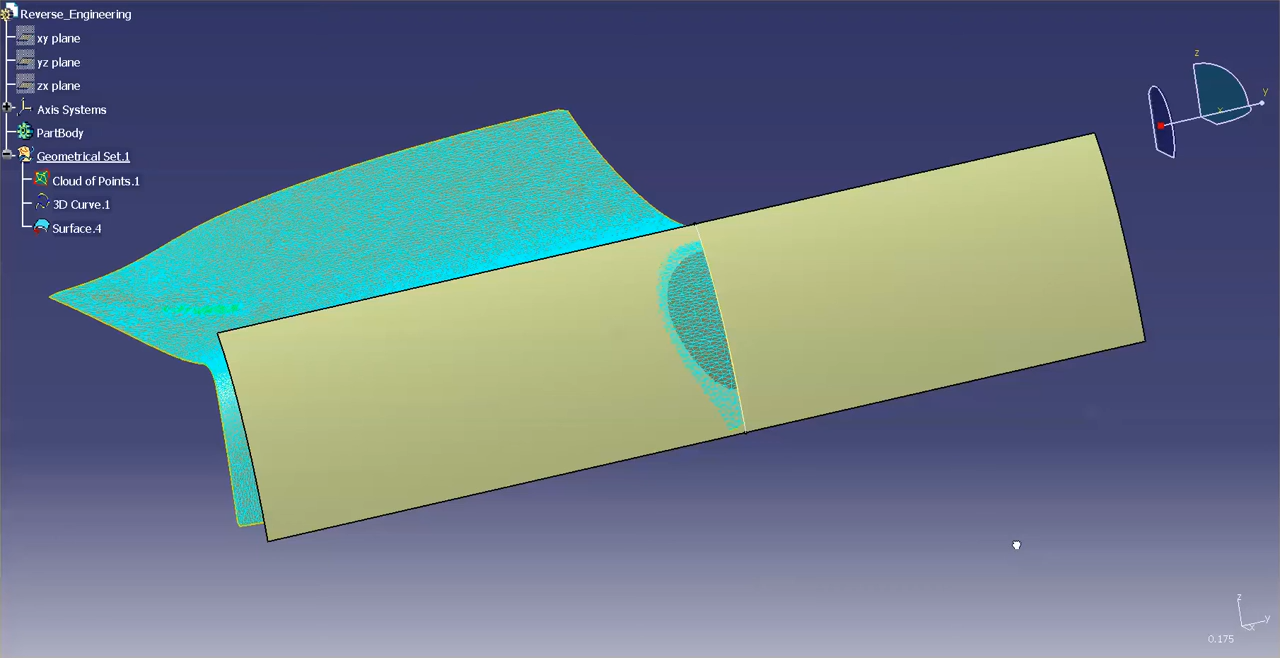 Reverse_Engineering
xy plane
yz plane
zx plane
Axis Systems
PartBody
Geometrical Set.1
Cloud of Points.1
3D Curve.1
Surface.4
z
y
x
z
y
x
0.175